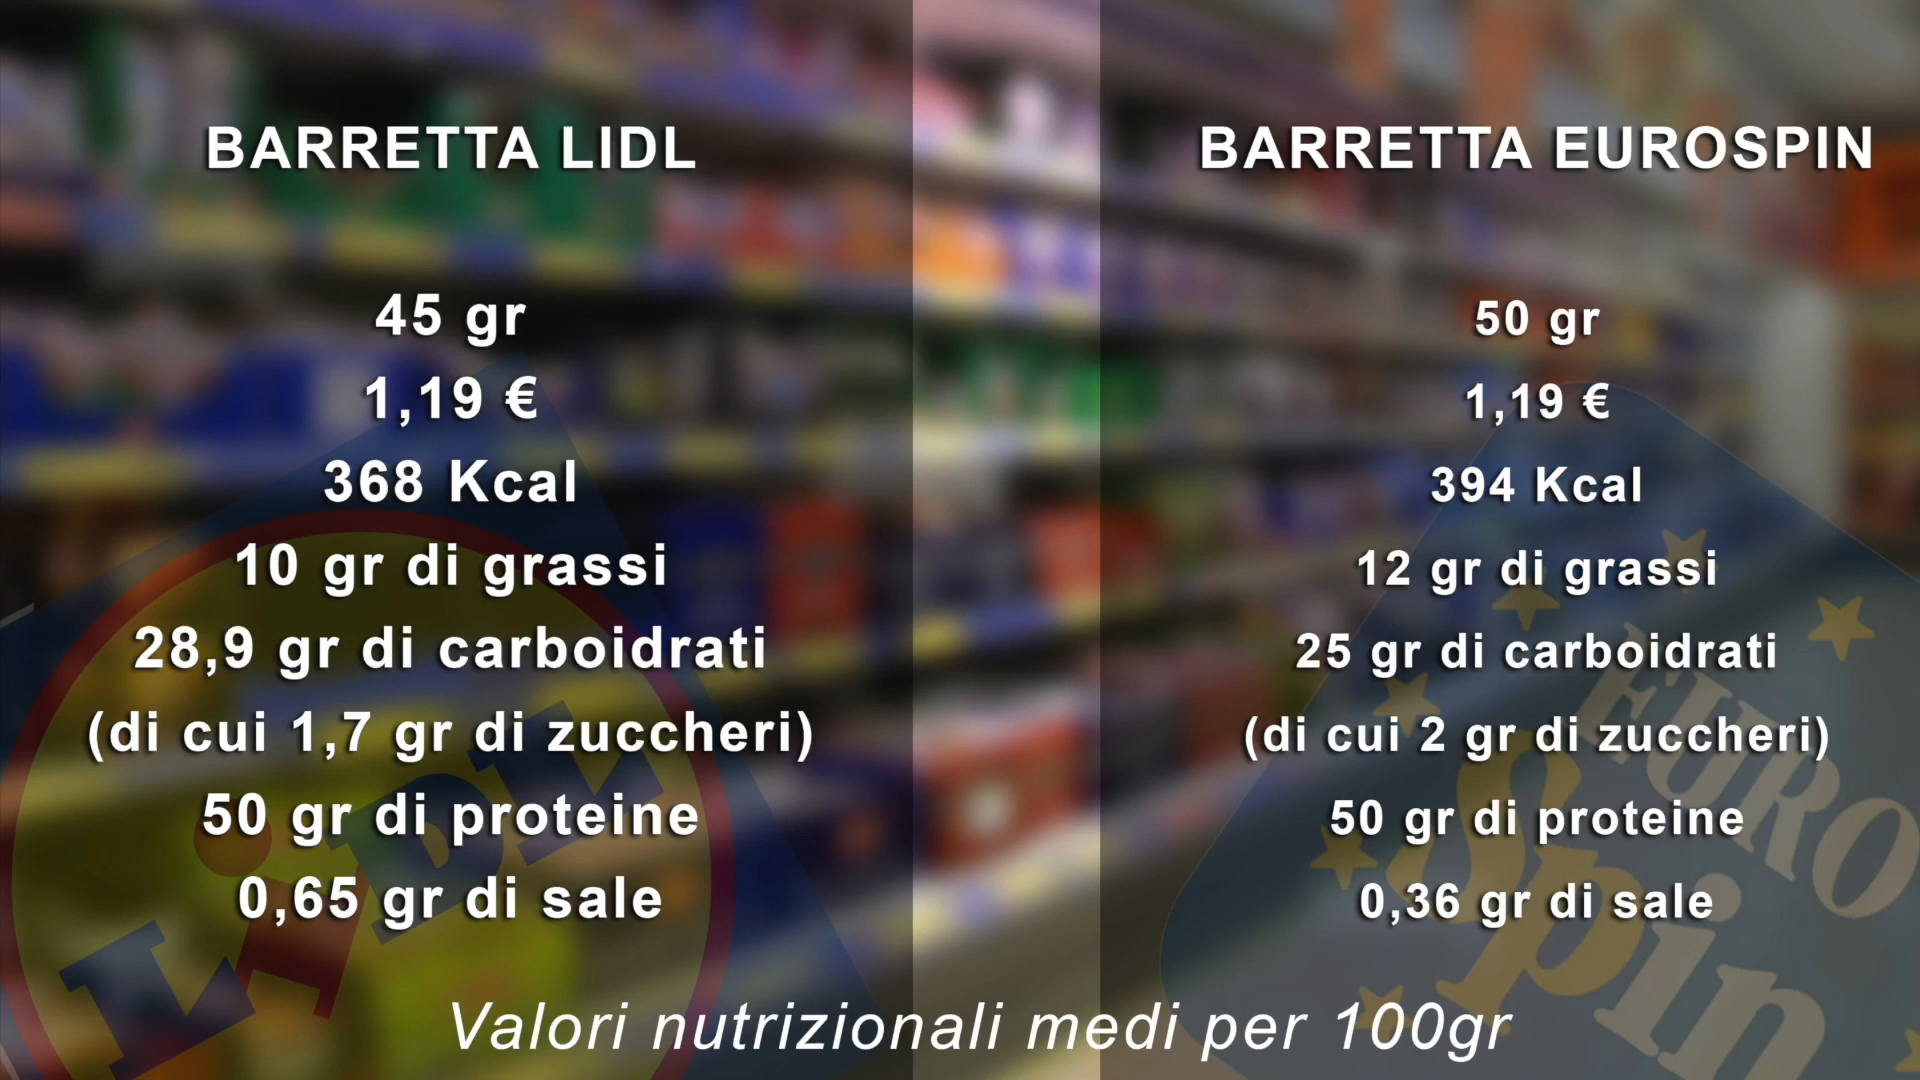 BARRETTA LIDL
45 gr
1,19 €
368 Kcal
10 gr di grassi
28,9 gr di carboidrati
(di cui 1,7 gr di zuccheri)
50 gr di proteine
0,65 gr di sale
LIDL
BARRETTA EUROSPIN
50 gr
1,19 €
394 Kcal
12 gr di grassi
25 gr di carboidrati
(di cui 2 gr di zuccheri)
50 gr di proteine
0,36 gr di sale
EURO
Spin
Valori nutrizionali medi per 100gr